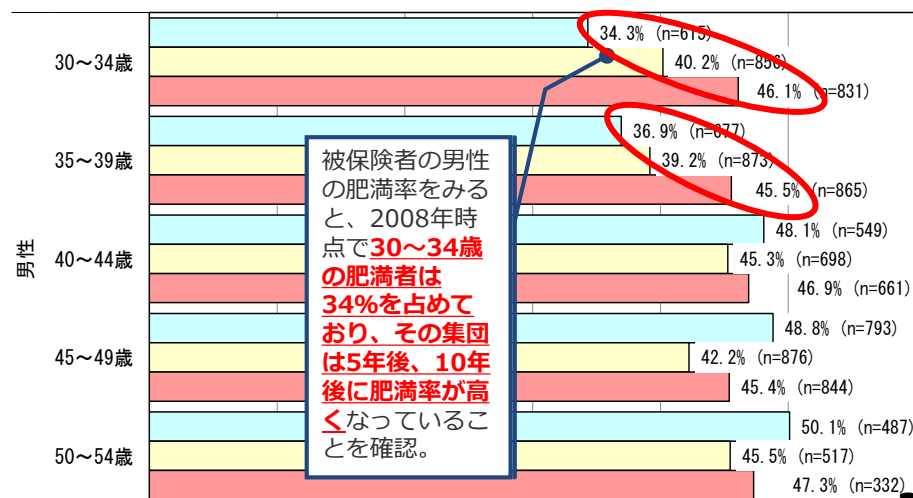 男性
30～34歳
34.3% (n=615)
40.2% (n=856)
46.1% (n=831)
35～39歳
36.9% (n=677)
39.2% (n=873)
45.5% (n=865)
40～44歳
48.1% (n=549)
45.3% (n=698)
46.9% (n=661)
45～49歳
48.8% (n=793)
42.2% (n=876)
45.4% (n=844)
50～54歳
50.1% (n=487)
45.5% (n=517)
47.3% (n=332)
被保険者の男性
の肥満率をみる
と、2008年時
点で30～34歳
の肥満者は
34%を占めて
おり、その集団
は5年後、10年
後に肥満率が高
くなっているこ
とを確認。